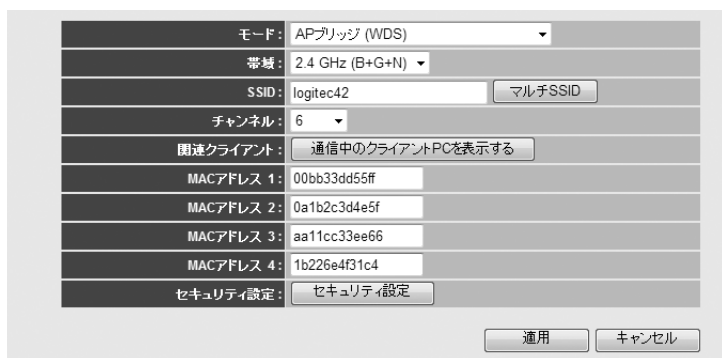 モード: APブリッジ (WDS)
帯域: 2.4 GHz (B+G+N)
SSID: logitec42 マルチSSID
チャンネル: 6
関連クライアント: 通信中のクライアントPCを表示する
MACアドレス 1: 00bb33dd55ff
MACアドレス 2: 0a1b2c3d4e5f
MACアドレス 3: aa11cc33ee66
MACアドレス 4: 1b226e4f31c4
セキュリティ設定: セキュリティ設定
適用 キャンセル